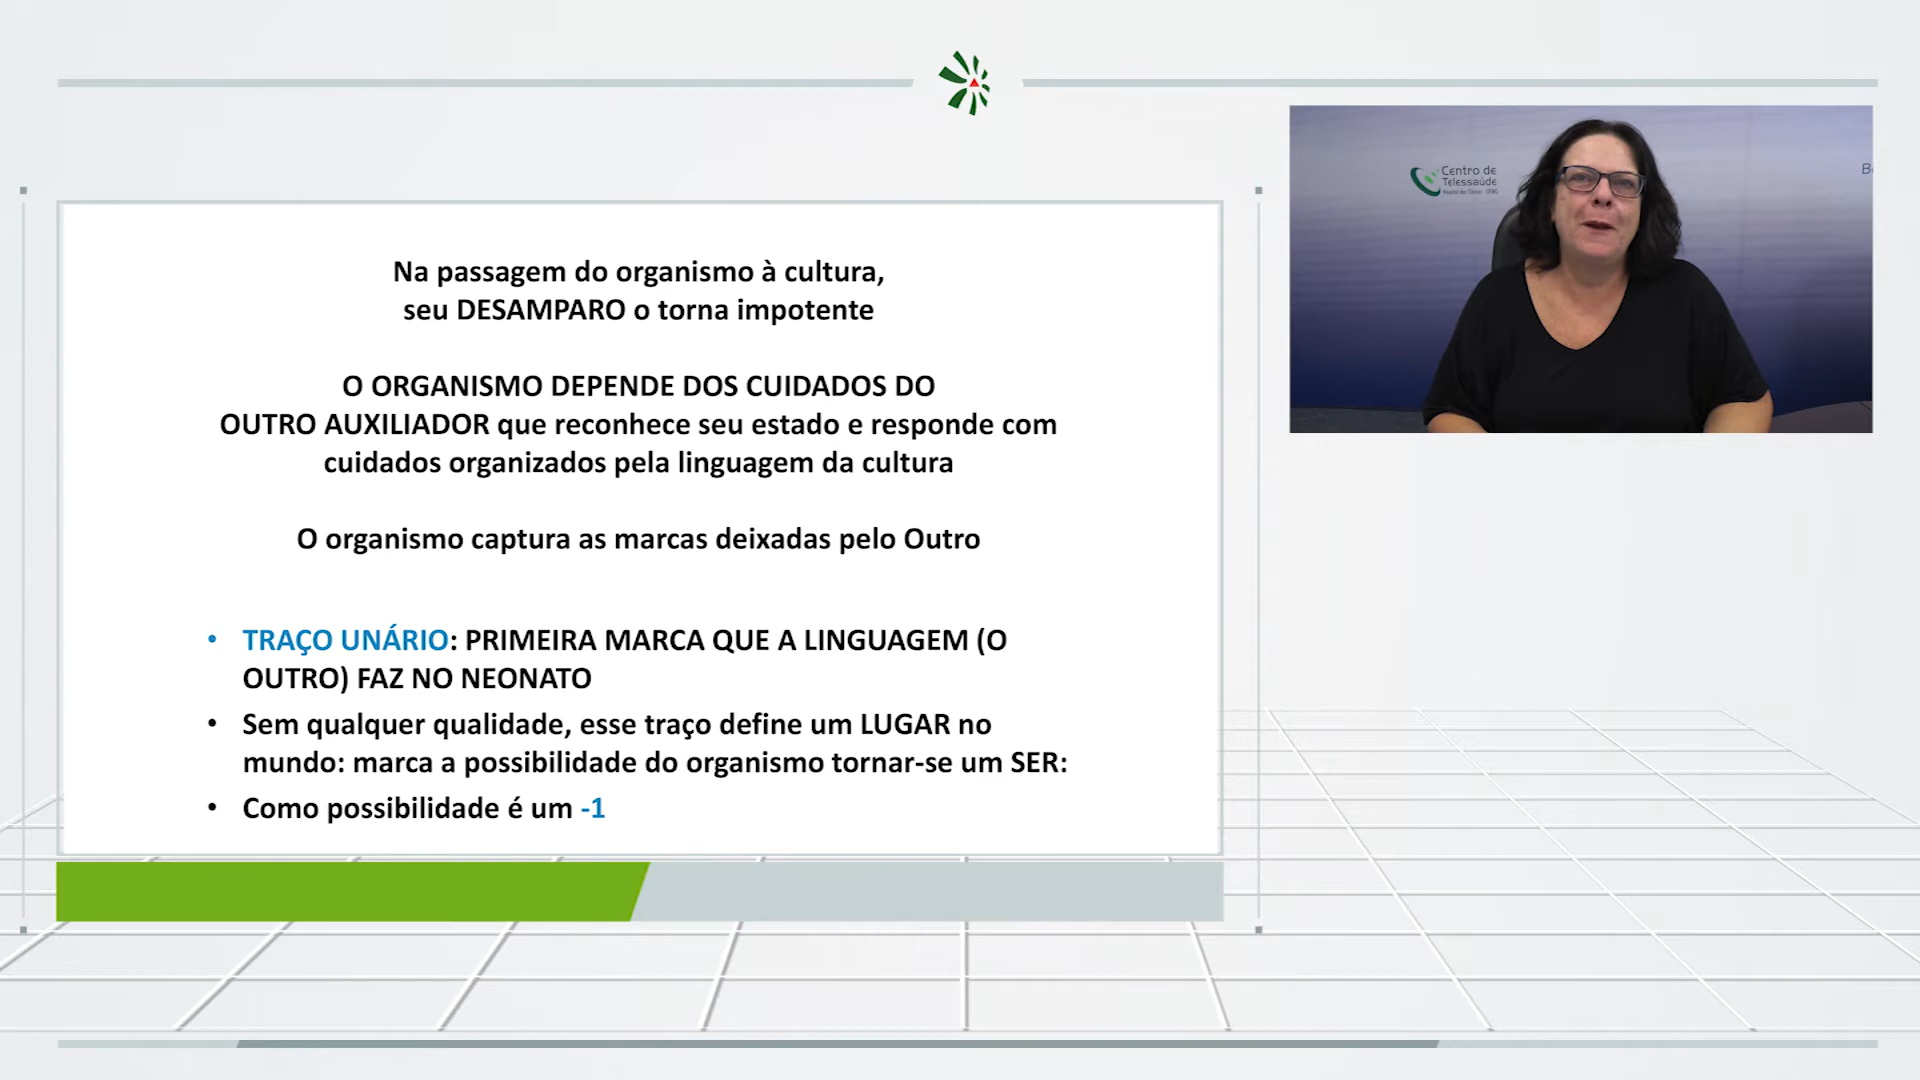 Centro de
Telessaúde
Na passagem do organismo à cultura,
seu DESAMPARO o torna impotente
O ORGANISMO DEPENDE DOS CUIDADOS DO
OUTRO AUXILIADOR que reconhece seu estado e responde com
cuidados organizados pela linguagem da cultura
O organismo captura as marcas deixadas pelo Outro
• TRAÇO UNÁRIO: PRIMEIRA MARCA QUE A LINGUAGEM (O
OUTRO) FAZ NO NEONATO
• Sem qualquer qualidade, esse traço define um LUGAR no
mundo: marca a possibilidade do organismo tornar-se um SER:
• Como possibilidade é um -1